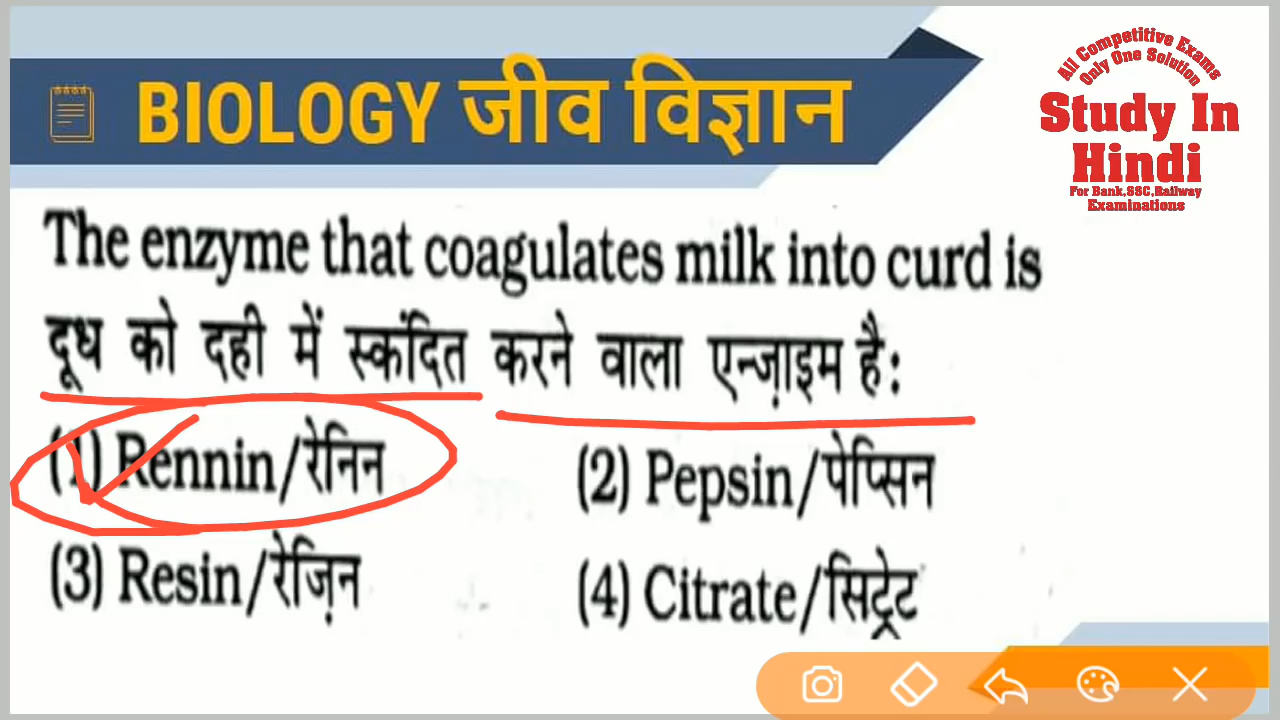 All Competitive Exams
Only One Solution
Study In
Hindi
For Bank,SSC,Railway
Examinations
BIOLOGY जीव विज्ञान
The enzyme that coagulates milk into curd is
दूध को दही में स्कंदित करने वाला एन्ज़ाइम है:
(1) Rennin/रेनिन
(2) Pepsin/पेप्सिन
(3) Resin/रेज़िन
(4) Citrate/सिट्रेट